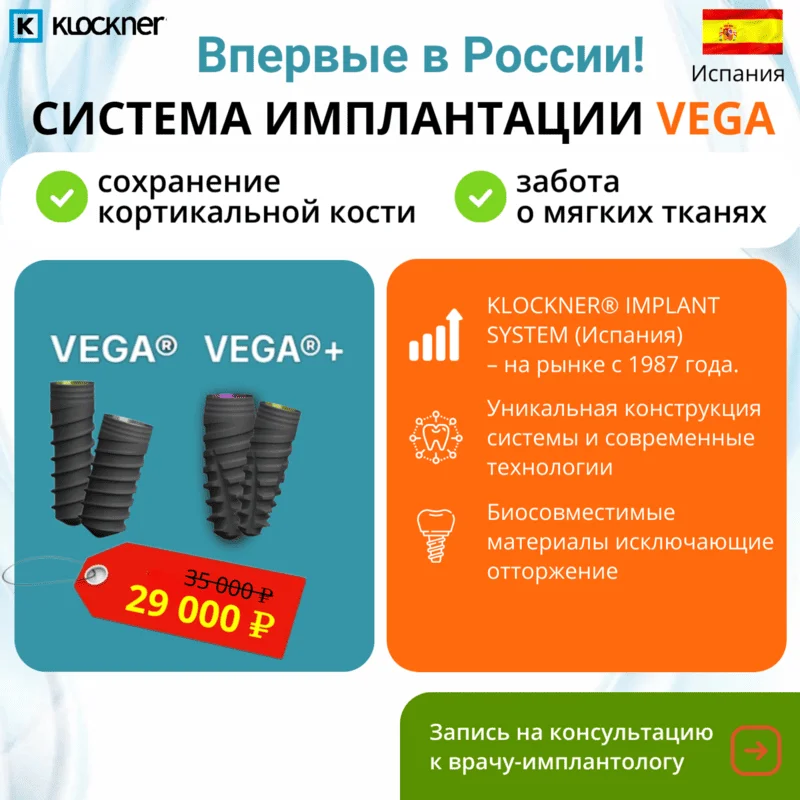 KLOCKNER
Впервые в России!
Испания
СИСТЕМА ИМПЛАНТАЦИИ VEGA
сохранение
кортикальной кости
забота
о мягких тканях
VEGA® VEGA®+
35 000 ₽
29 000 ₽
KLOCKNER® IMPLANT
SYSTEM (Испания)
– на рынке с 1987 года.
Уникальная конструкция
системы и современные
технологии
Биосовместимые
материалы исключающие
отторжение
Запись на консультацию
к врачу-имплантологу